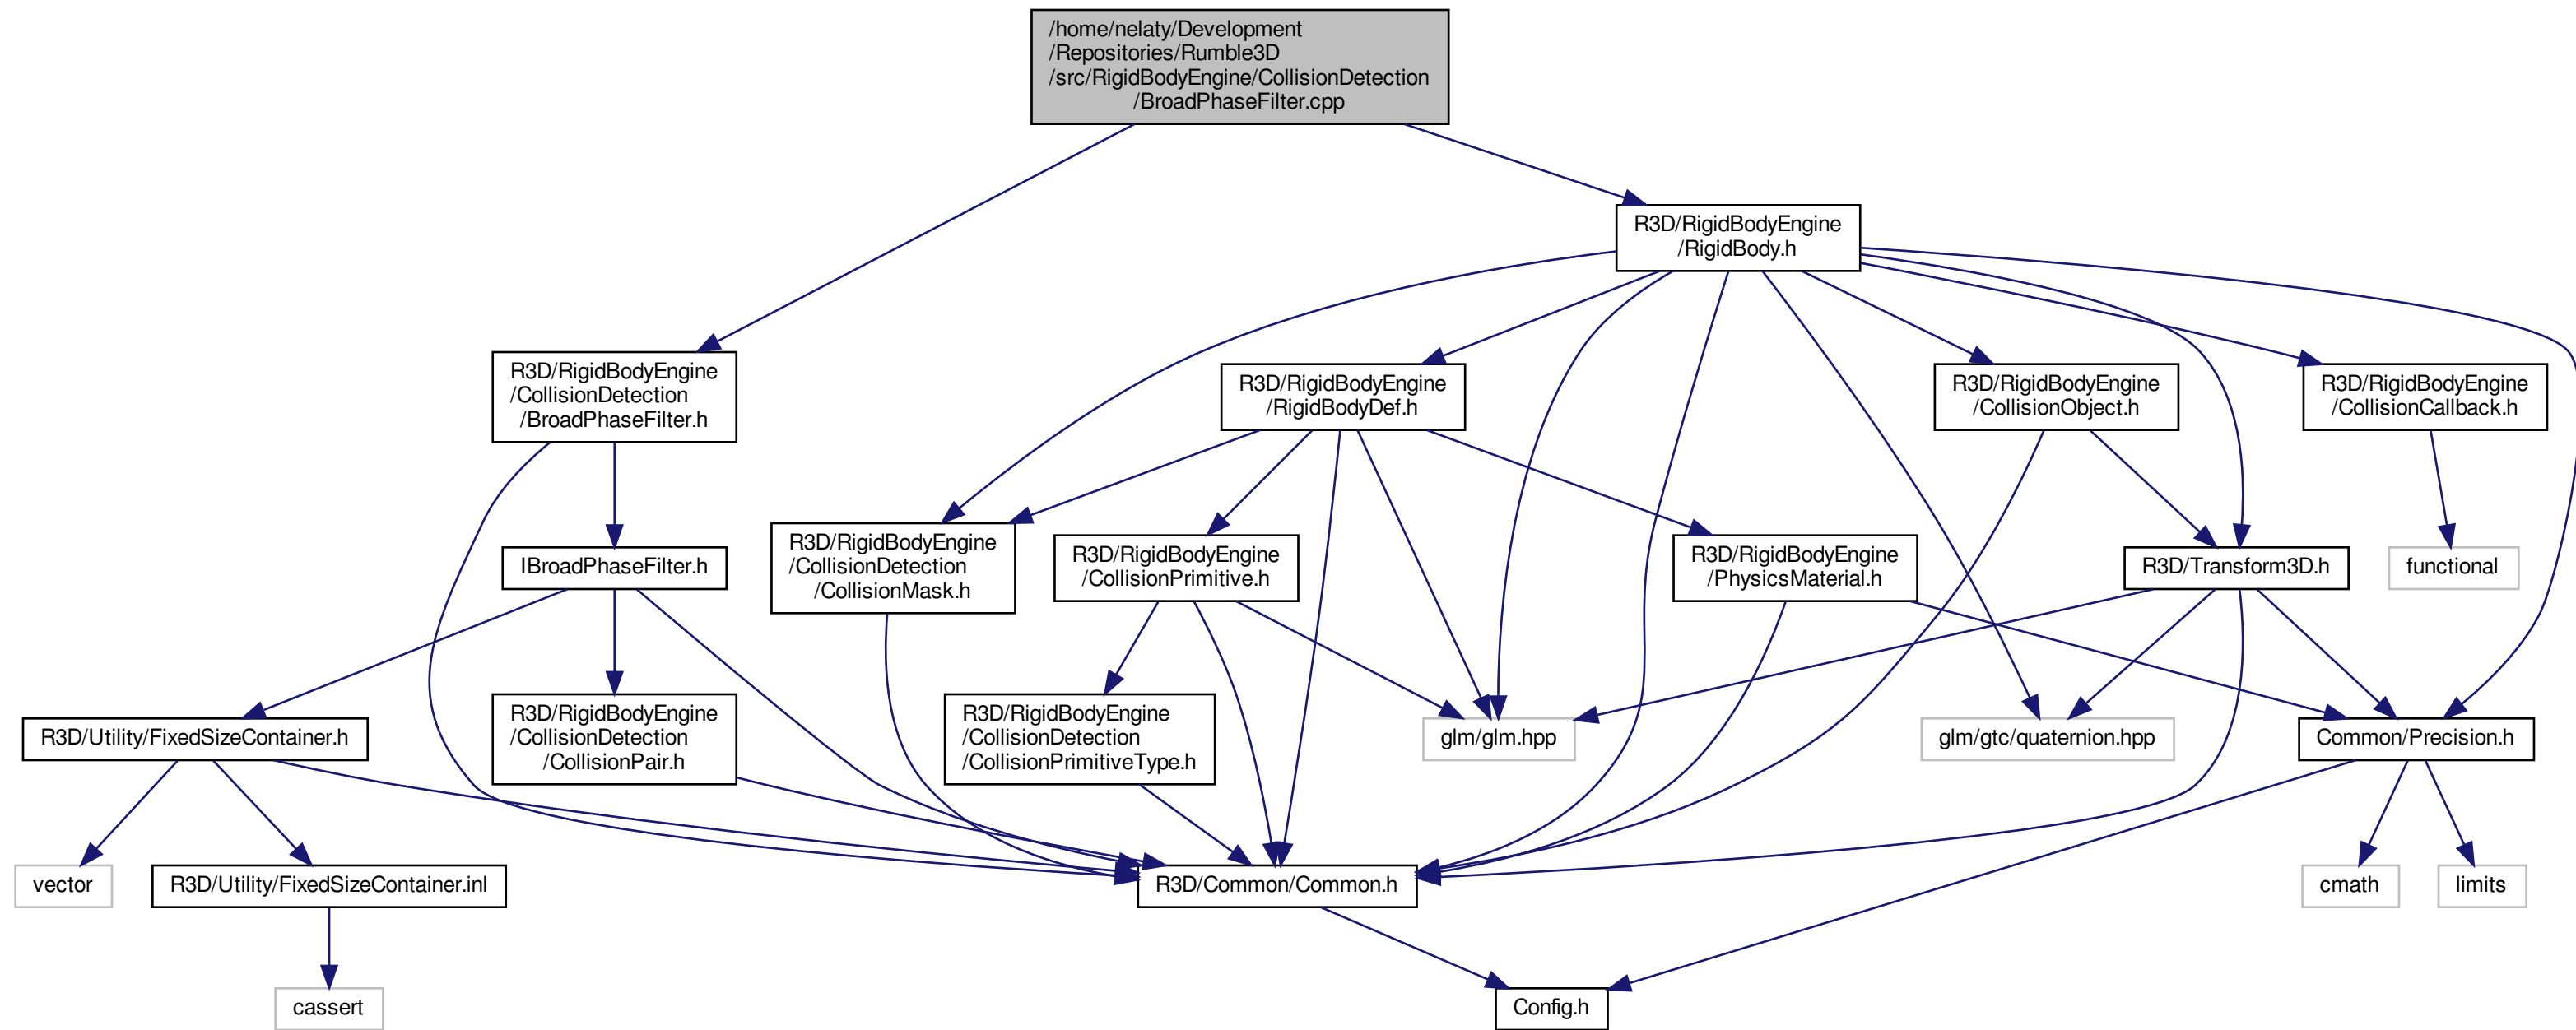 /home/nelaty/Development
/Repositories/Rumble3D
/src/RigidBodyEngine/CollisionDetection
/BroadPhaseFilter.cpp
R3D/RigidBodyEngine
/RigidBody.h
R3D/RigidBodyEngine
/CollisionDetection
/BroadPhaseFilter.h
R3D/RigidBodyEngine
/RigidBodyDef.h
R3D/RigidBodyEngine
/CollisionObject.h
R3D/RigidBodyEngine
/CollisionCallback.h
IBroadPhaseFilter.h
R3D/RigidBodyEngine
/CollisionDetection
/CollisionMask.h
R3D/RigidBodyEngine
/CollisionPrimitive.h
R3D/RigidBodyEngine
/PhysicsMaterial.h
R3D/Transform3D.h
functional
R3D/Utility/FixedSizeContainer.h
R3D/RigidBodyEngine
/CollisionDetection
/CollisionPair.h
R3D/RigidBodyEngine
/CollisionDetection
/CollisionPrimitiveType.h
glm/glm.hpp
glm/gtc/quaternion.hpp
Common/Precision.h
vector
R3D/Utility/FixedSizeContainer.inl
R3D/Common/Common.h
cmath
limits
cassert
Config.h